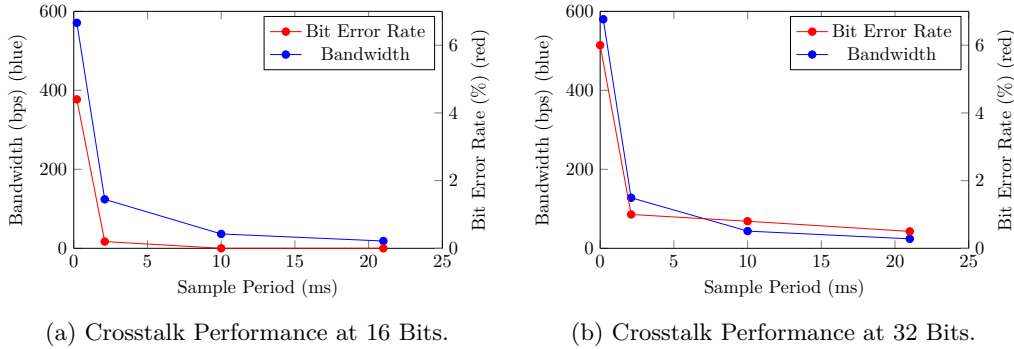 600
400
200
0
Bandwidth (bps) (blue)
Bit Error Rate
Bandwidth
6
4
2
0
Bit Error Rate (%) (red)
0 5 10 15 20 25
Sample Period (ms)
(a) Crosstalk Performance at 16 Bits.
600
400
200
0
Bandwidth (bps) (blue)
Bit Error Rate
Bandwidth
6
4
2
0
Bit Error Rate (%) (red)
0 5 10 15 20 25
Sample Period (ms)
(b) Crosstalk Performance at 32 Bits.